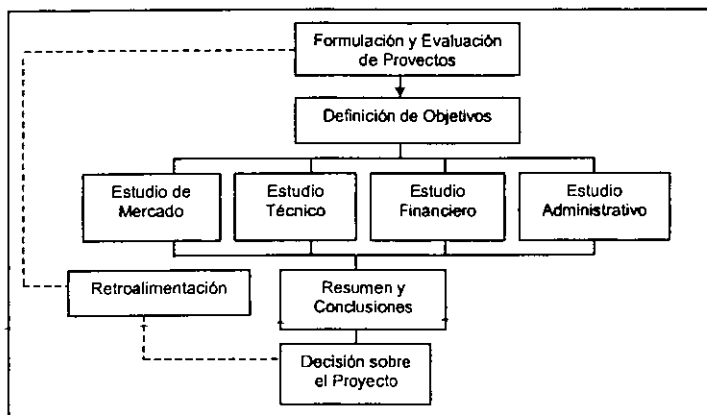 Formulación y Evaluación
de Provectos
Definición de Objetivos
Estudio de
Mercado
Estudio
Técnico
Estudio
Financiero
Estudio
Administrativo
Retroalimentación
Resumen y
Conclusiones
Decisión sobre
el Proyecto